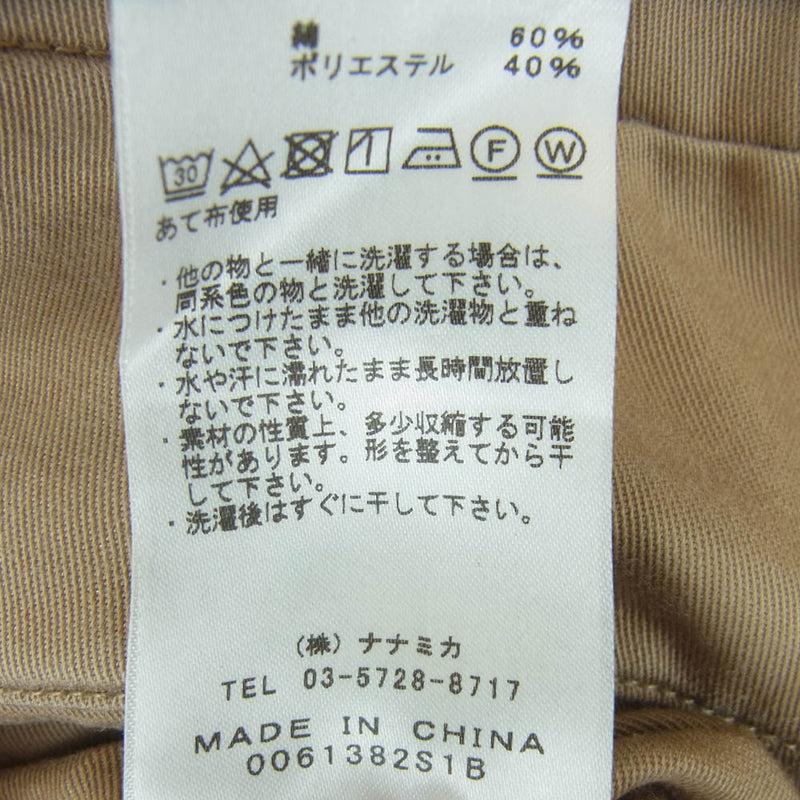 綿 60%
ポリエステル 40%
30 F W
あて布使用
・他の物と一緒に洗濯する場合は、
同系色の物と洗濯して下さい。
・水につけたまま他の洗濯物と重ね
ないで下さい。
・水や汗に濡れたまま長時間放置し
ないで下さい。
・素材の性質上、多少収縮する可能
性があります。形を整えてから干
して下さい。
・洗濯後はすぐに干して下さい。
(株) ナナミカ
TEL 03-5728-8717
MADE IN CHINA
0061382S1B